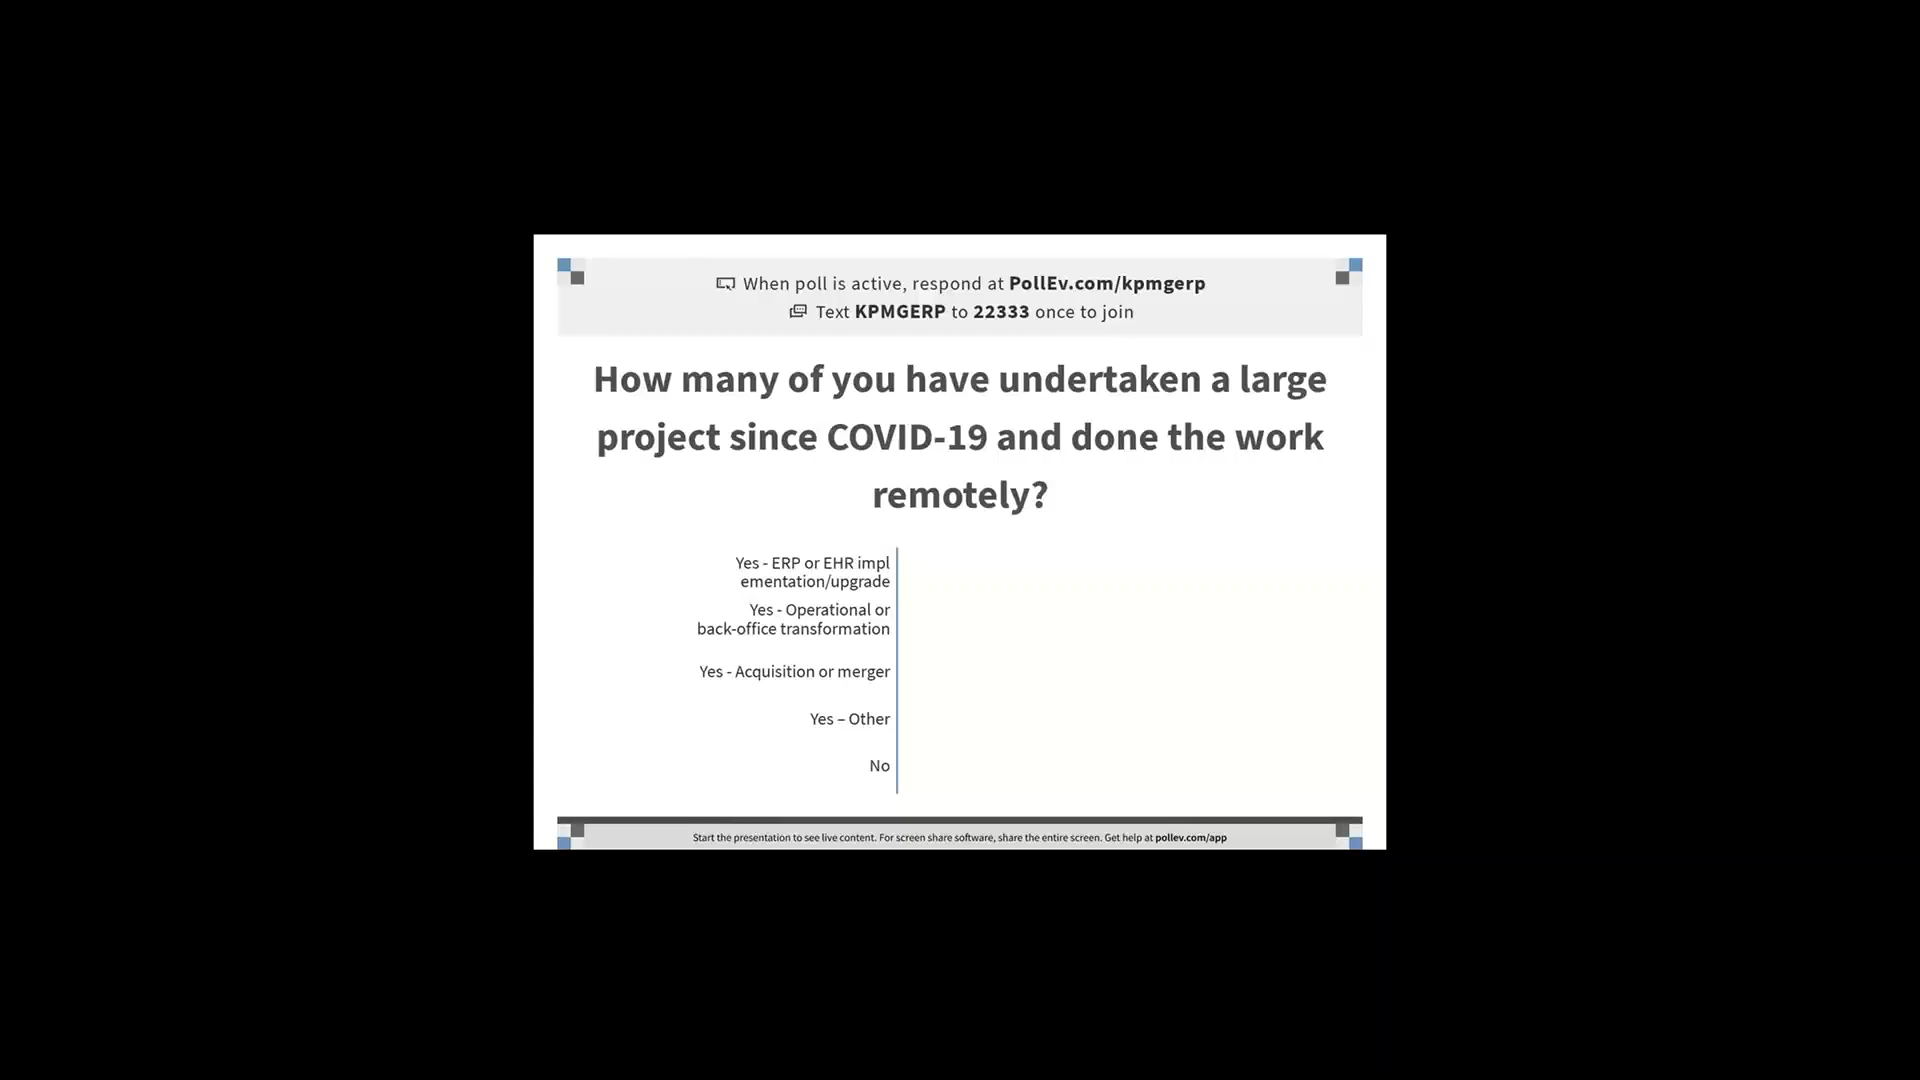 When poll is active, respond at PollEv.com/kpmgerp
Text KPMGERP to 22333 once to join
How many of you have undertaken a large
project since COVID-19 and done the work
remotely?
Yes - ERP or EHR impl
ementation/upgrade
Yes - Operational or
back-office transformation
Yes - Acquisition or merger
Yes – Other
No
Start the presentation to see live content. For screen share software, share the entire screen. Get help at pollev.com/app